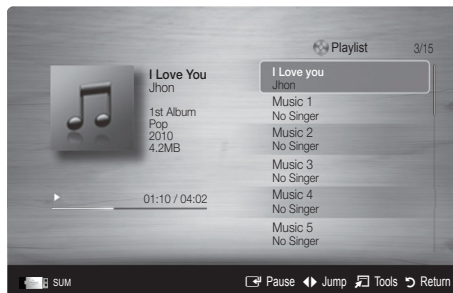 Playlist 3/15
I Love You
Jhon
1st Album
Pop
2010
4.2MB
01:10 / 04:02
I Love you
Jhon
Music 1
No Singer
Music 2
No Singer
Music 3
No Singer
Music 4
No Singer
Music 5
No Singer
SUM
Pause Jump Tools Return